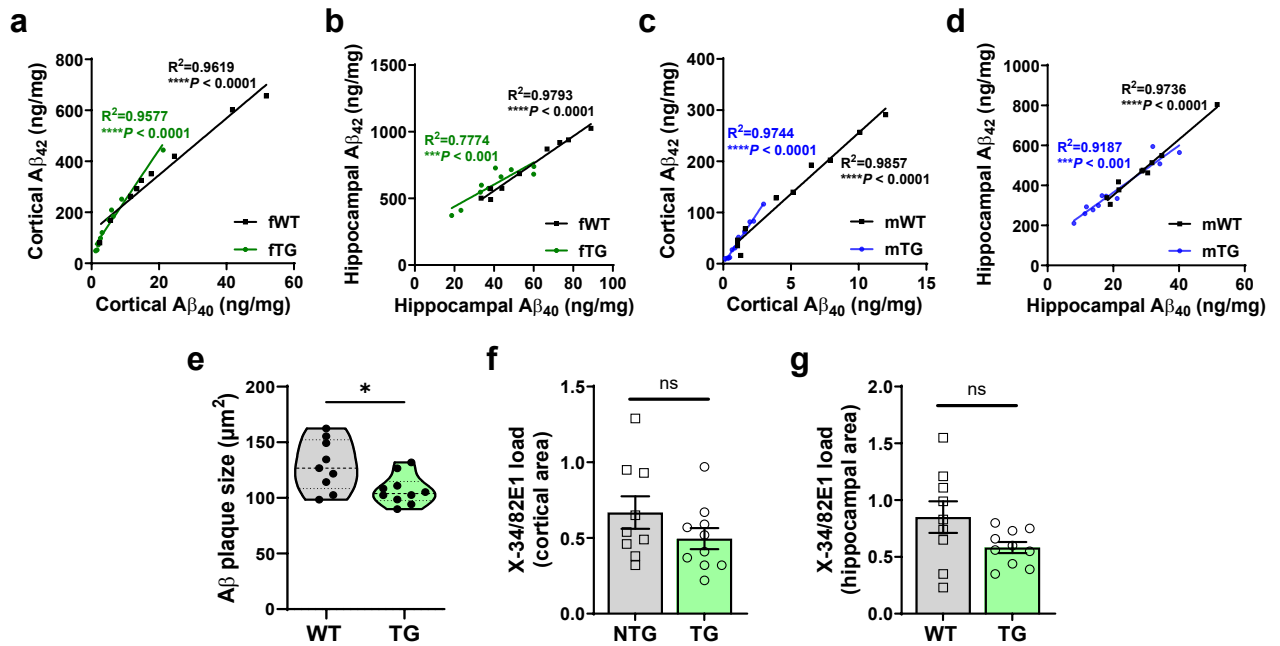 a
Cortical Aβ₄₂ (ng/mg)
800
600
400
200
0
0
20
40
60
Cortical Aβ₄₀ (ng/mg)
R²=0.9619
****P < 0.0001
R²=0.9577
****P < 0.0001
fWT
fTG
b
Hippocampal Aβ₄₂ (ng/mg)
1500
1000
500
0
0
20
40
60
80
100
Hippocampal Aβ₄₀ (ng/mg)
R²=0.9793
****P < 0.0001
R²=0.7774
***P < 0.001
fWT
fTG
c
Cortical Aβ₄₂ (ng/mg)
400
300
200
100
0
0
5
10
15
Cortical Aβ₄₀ (ng/mg)
R²=0.9744
****P < 0.0001
R²=0.9857
****P < 0.0001
mWT
mTG
d
Hippocampal Aβ₄₂ (ng/mg)
1000
800
600
400
200
0
0
20
40
60
Hippocampal Aβ₄₀ (ng/mg)
R²=0.9736
****P < 0.0001
R²=0.9187
***P < 0.001
mWT
mTG
e
Aβ plaque size (µm²)
200
150
100
50
0
*
WT
TG
f
X-34/82E1 load
(cortical area)
1.5
1.0
0.5
0.0
ns
NTG
TG
g
X-34/82E1 load
(hippocampal area)
2.0
1.5
1.0
0.5
0.0
ns
WT
TG